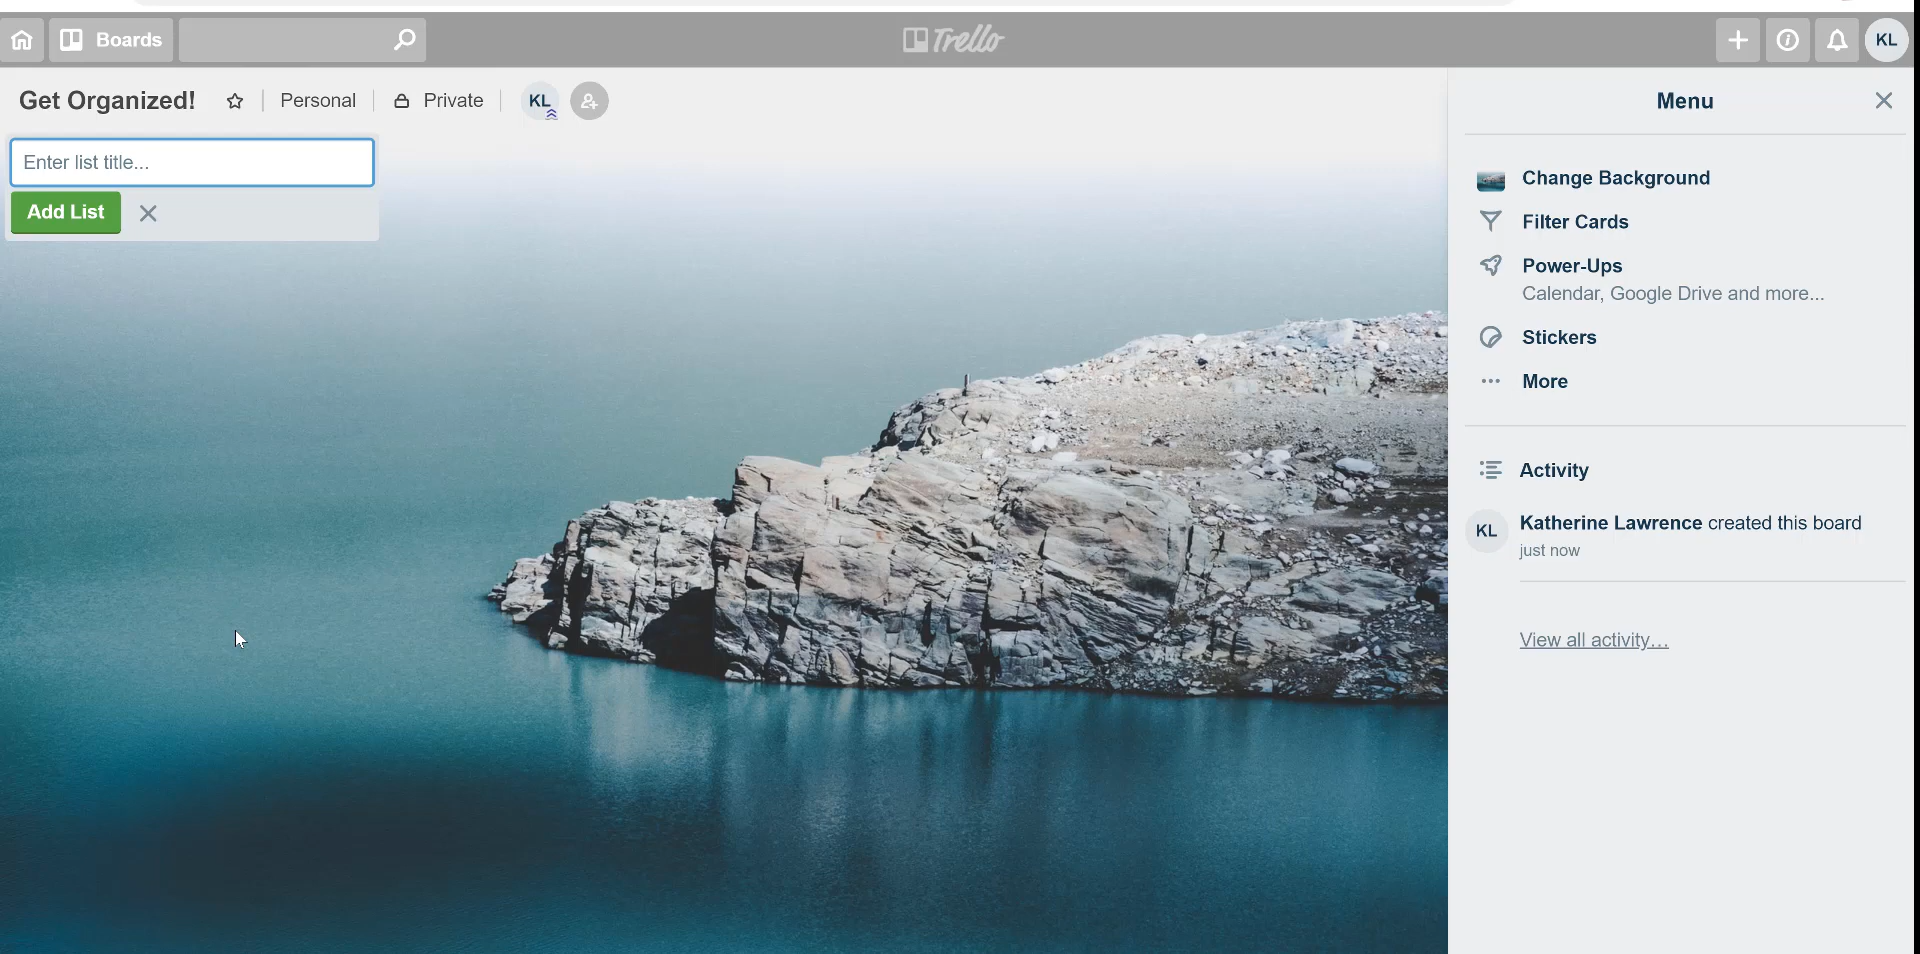 Boards
Trello
KL
Get Organized!
Personal
Private
KL
Enter list title...
Add List
Menu
Change Background
Filter Cards
Power-Ups
Calendar, Google Drive and more...
Stickers
More
Activity
KL
Katherine Lawrence created this board
just now
View all activity…